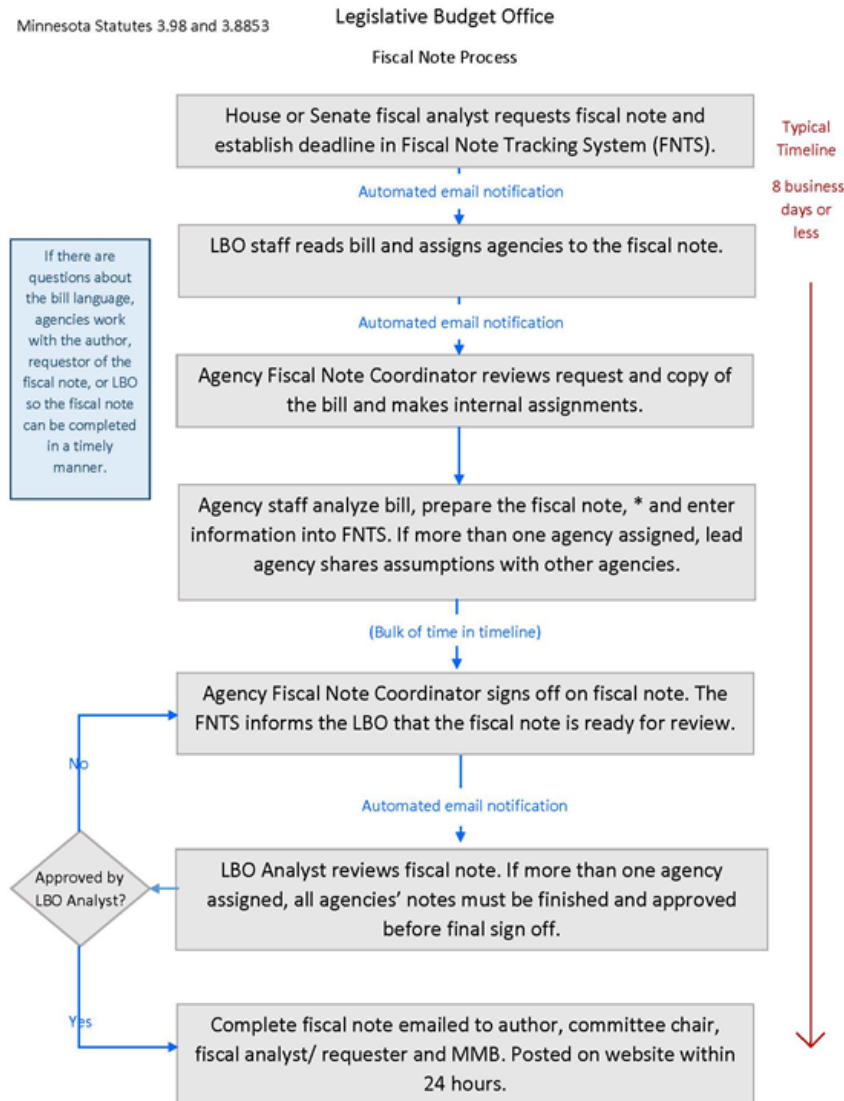 Minnesota Statutes 3.98 and 3.8853
Legislative Budget Office
Fiscal Note Process
House or Senate fiscal analyst requests fiscal note and
establish deadline in Fiscal Note Tracking System (FNTS).
Typical
Timeline
8 business
days or
less
Automated email notification
LBO staff reads bill and assigns agencies to the fiscal note.
If there are
questions about
the bill language,
agencies work
with the author,
requestor of the
fiscal note, or LBO
so the fiscal note
can be completed
in a timely
manner.
Automated email notification
Agency Fiscal Note Coordinator reviews request and copy of
the bill and makes internal assignments.
Agency staff analyze bill, prepare the fiscal note, * and enter
information into FNTS. If more than one agency assigned, lead
agency shares assumptions with other agencies.
(Bulk of time in timeline)
Agency Fiscal Note Coordinator signs off on fiscal note. The
FNTS informs the LBO that the fiscal note is ready for review.
No
Automated email notification
Approved by
LBO Analyst?
LBO Analyst reviews fiscal note. If more than one agency
assigned, all agencies’ notes must be finished and approved
before final sign off.
Yes
Complete fiscal note emailed to author, committee chair,
fiscal analyst/ requester and MMB. Posted on website within
24 hours.